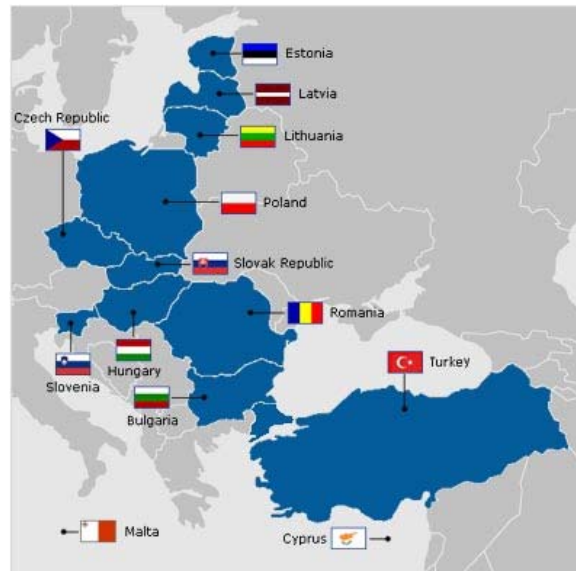 Estonia
Latvia
Czech Republic
Lithuania
Poland
Slovak Republic
Romania
Turkey
Hungary
Slovenia
Bulgaria
Malta
Cyprus